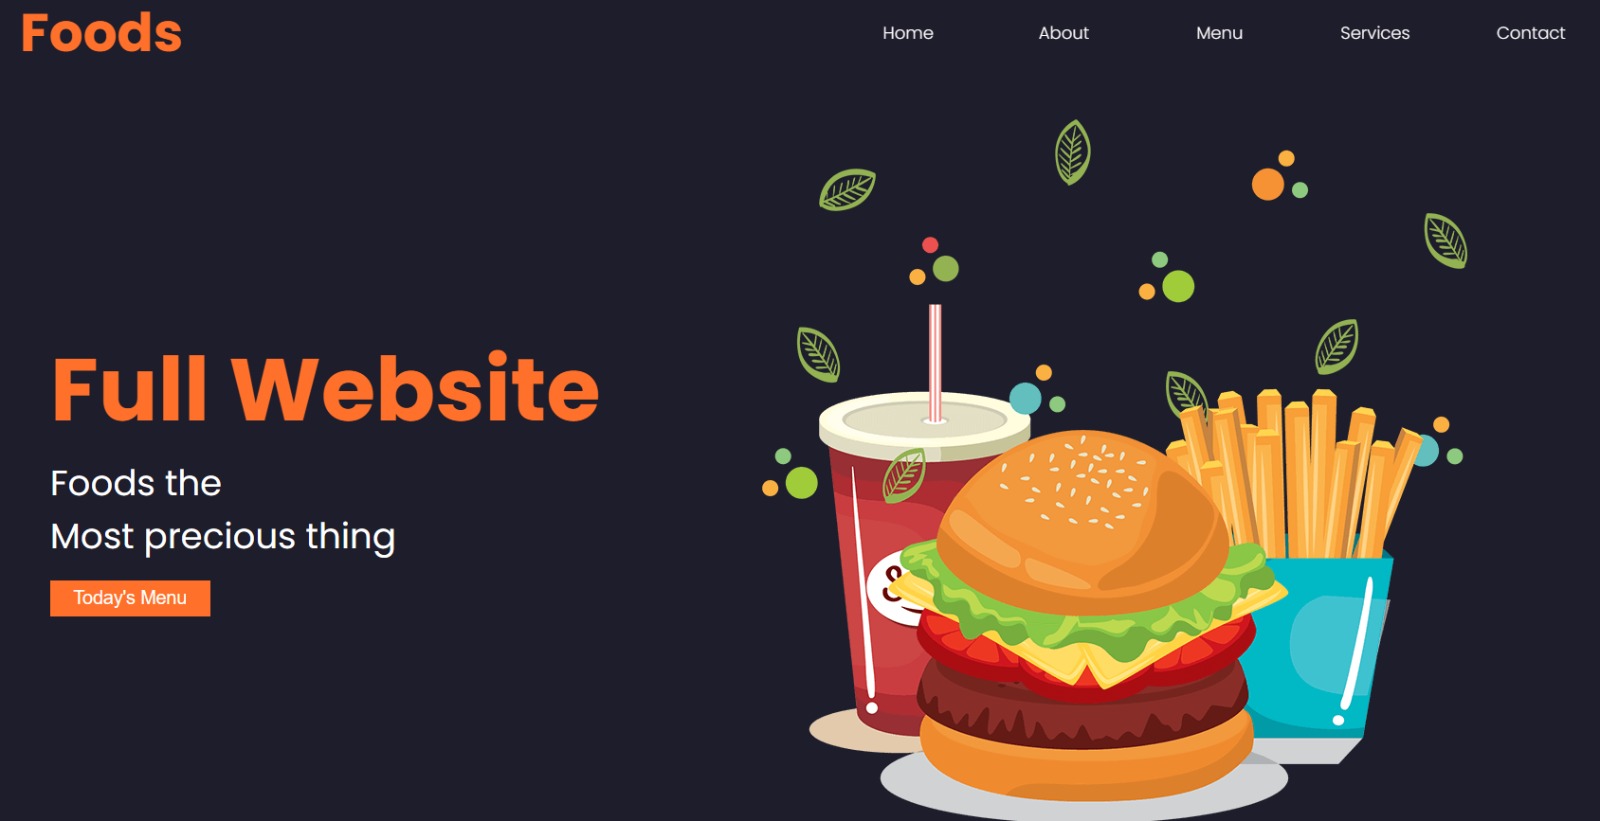 Foods
Home About Menu Services Contact
Full Website
Foods the
Most precious thing
Today's Menu